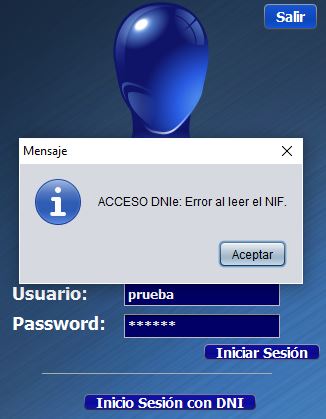 Salir
Mensaje
ACCESO DNIe: Error al leer el NIF.
Aceptar
Usuario: prueba
Password: ******
Iniciar Sesión
Inicio Sesión con DNI